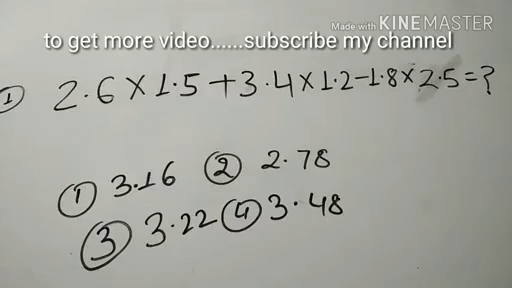 Made with KINEMASTER
to get more video......subscribe my channel
① 2.6 × 1.5 + 3.4 × 1.2 - 1.8 × 2.5 = ?
① 3.16 ② 2.78
③ 3.22 ④ 3.48